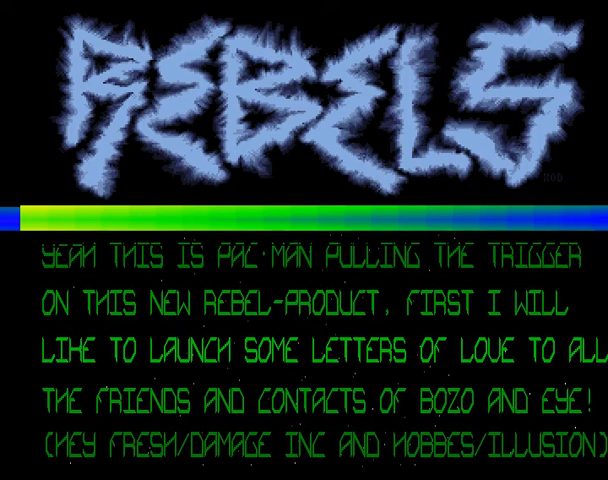 REBELS
KOD
YEAH THIS IS PAC-MAN PULLING THE TRIGGER
ON THIS NEW REBEL-PRODUCT, FIRST I WILL
LIKE TO LAUNCH SOME LETTERS OF LOVE TO ALL
THE FRIENDS AND CONTACTS OF BOZO AND EYE!
(HEY FRESH/DAMAGE INC AND HOBBES/ILLUSION)